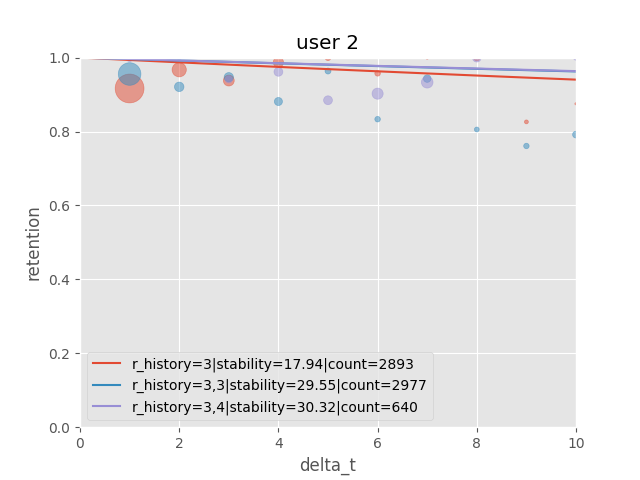 user 2
1.0
0.8
0.6
0.4
0.2
0.0
retention
r_history=3|stability=17.94|count=2893
r_history=3,3|stability=29.55|count=2977
r_history=3,4|stability=30.32|count=640
0 2 4 6 8 10
delta_t